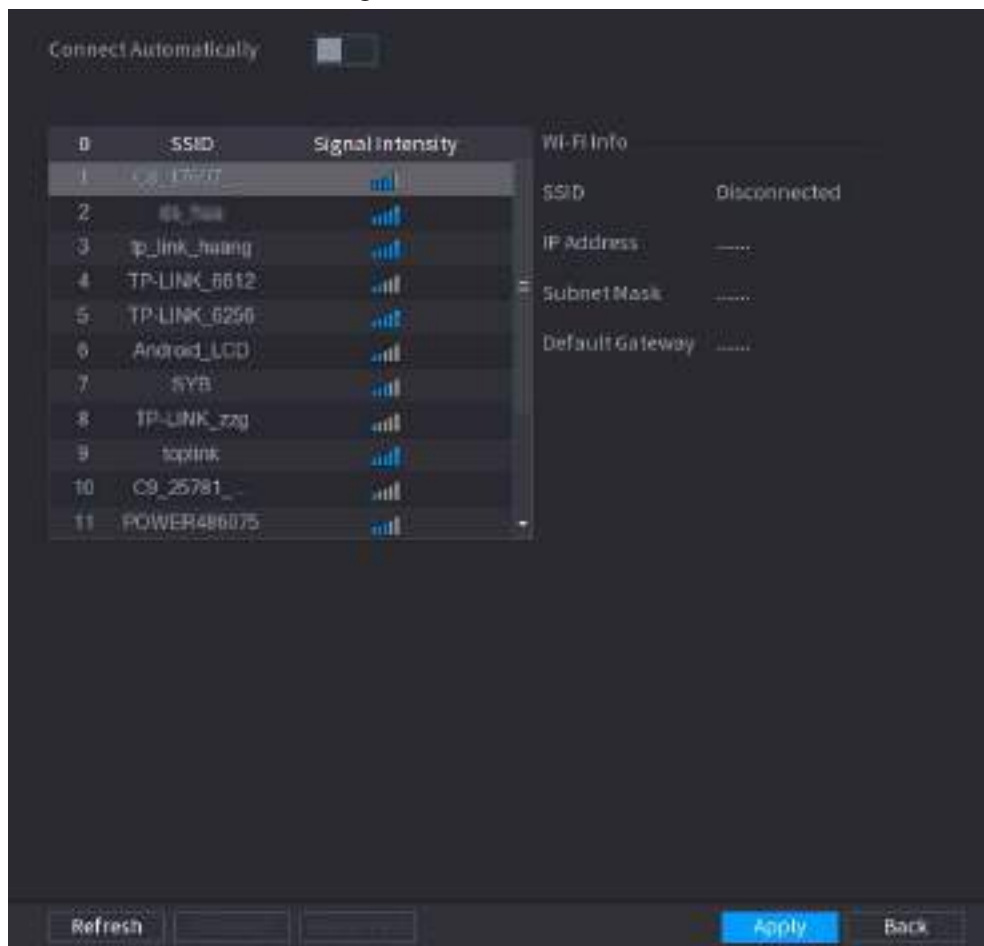 Connect Automatically
0 SSID Signal Intensity
1
2
3 tp_link_huang
4 TP-LINK_6612
5 TP-LINK_6256
6 Android_LCD
7 SYB
8 TP-LINK_zzg
9 toplink
10 C9_25781_...
11 POWER486075
Wi-Fi Info
SSID Disconnected
IP Address ......
Subnet Mask ......
Default Gateway ......
Refresh
Apply
Back